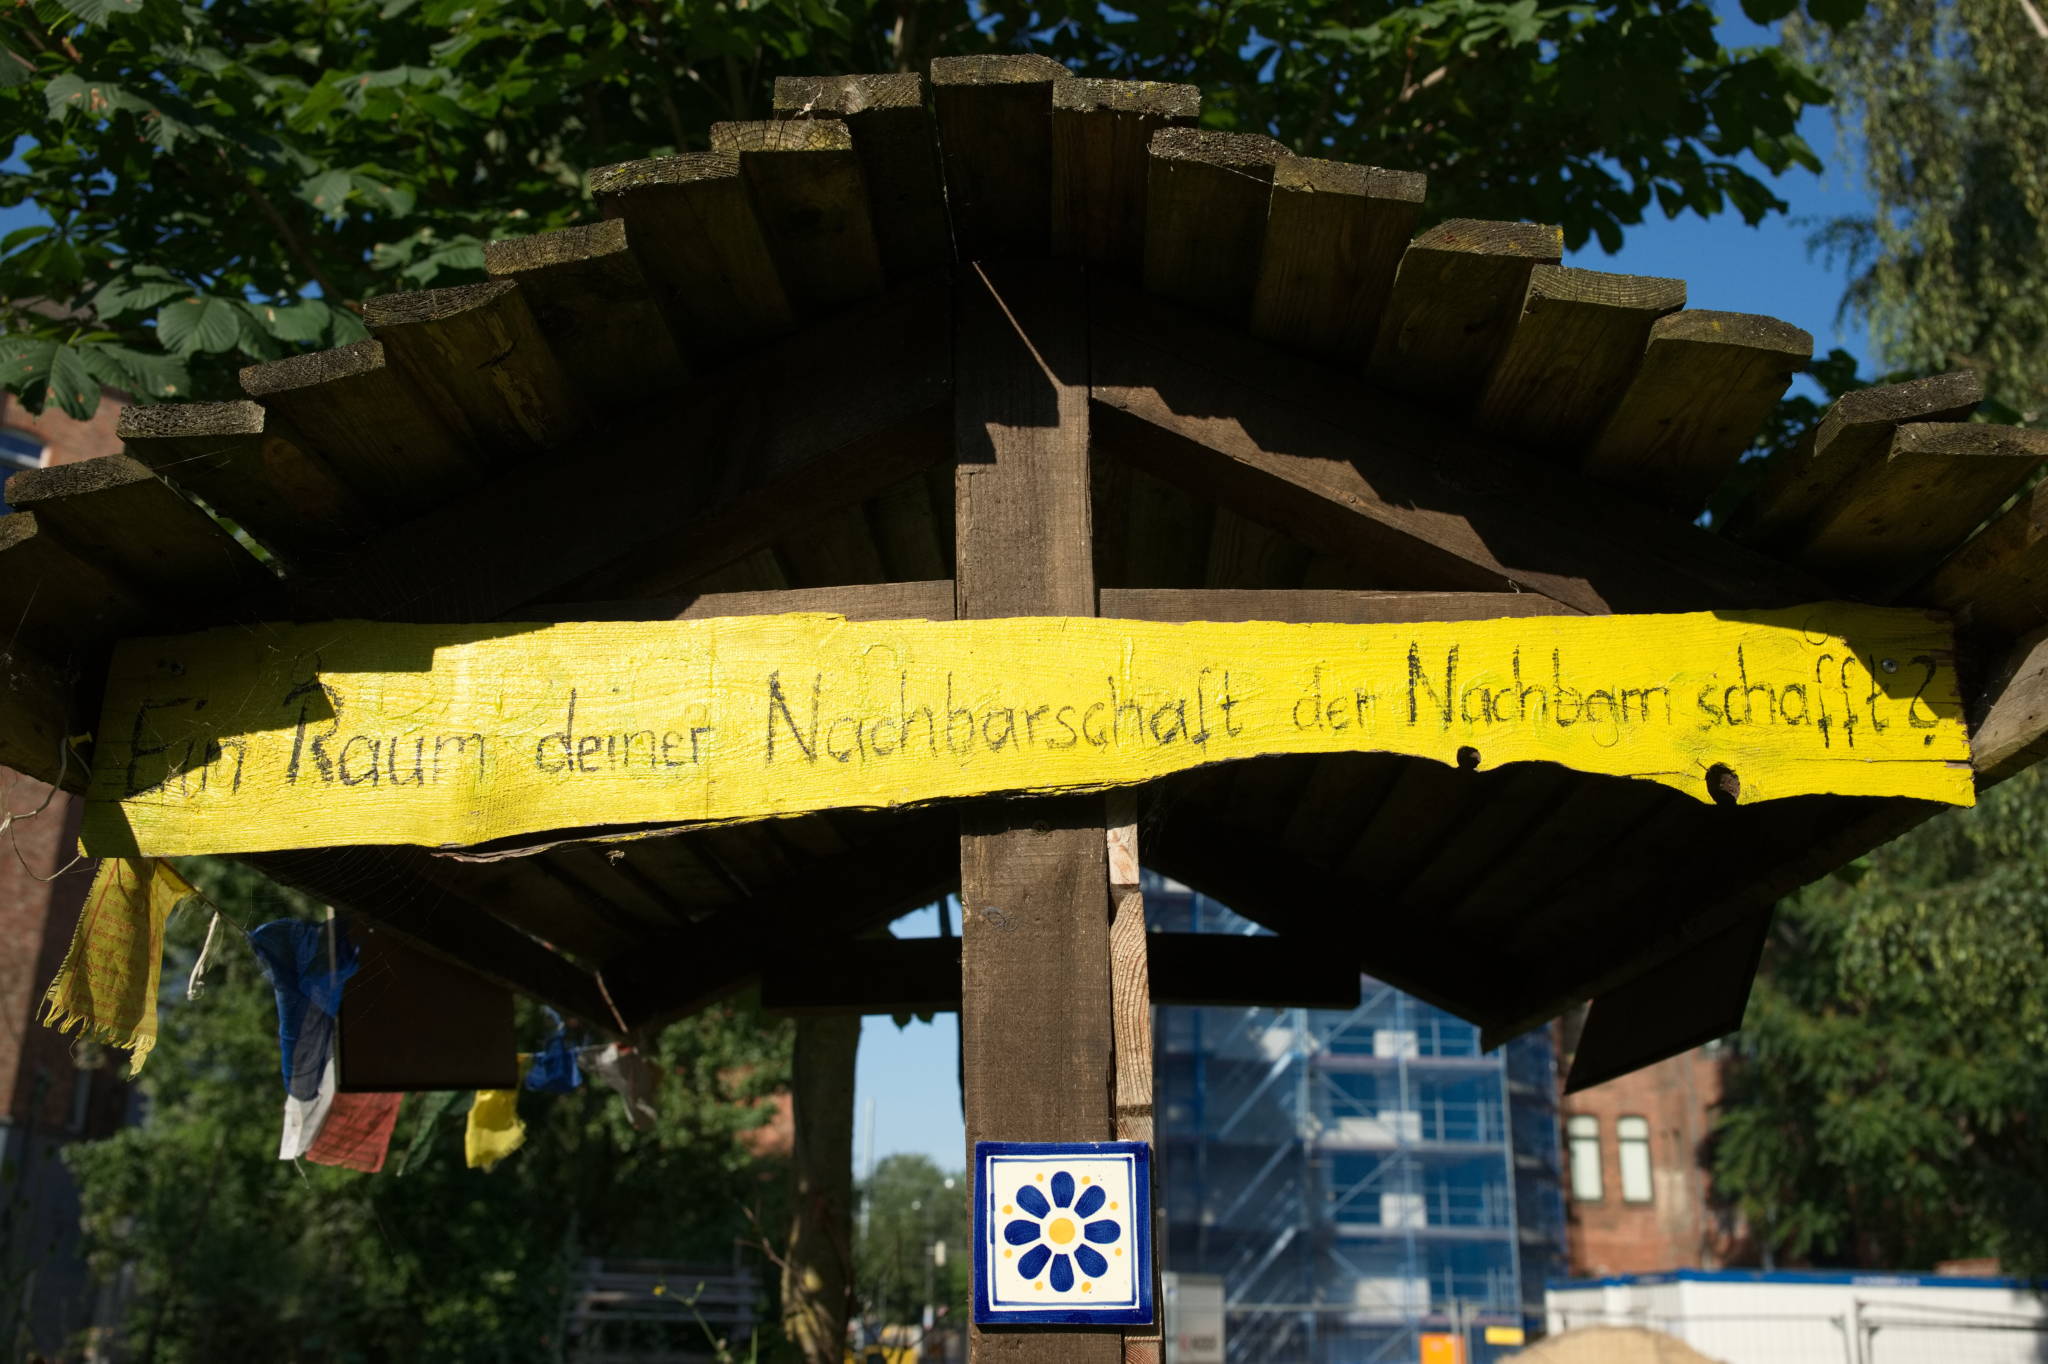 Ein Raum deiner Nachbarschaft der Nachbarn schafft?